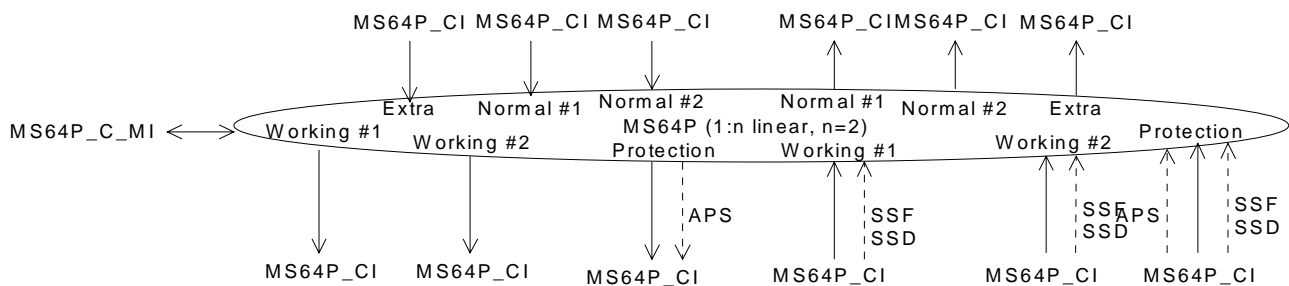 MS64P_CI MS64P_CI MS64P_CI MS64P_CI MS64P_CI MS64P_CI
Extra Normal #1 Normal #2 Normal #1 Normal #2 Extra
MS64P_C_MI Working #1 MS64P (1:n linear, n=2) Protection
Working #2 Protection Working #1 Working #2
APS SSF SSF APS SSF
SSD SSD SSD
MS64P_CI MS64P_CI MS64P_CI MS64P_CI MS64P_CI MS64P_CI